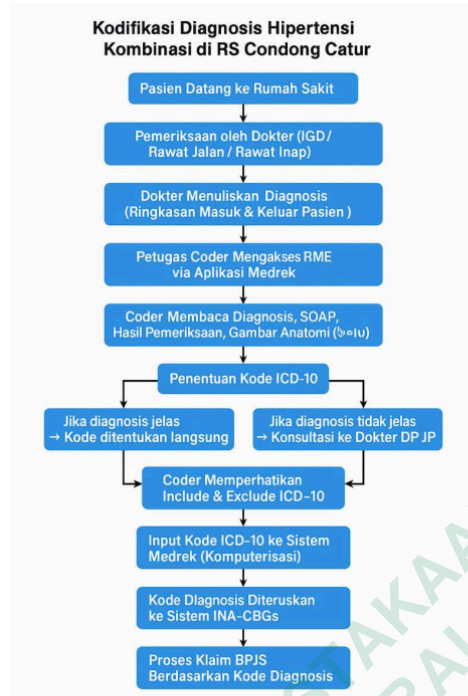 Kodifikasi Diagnosis Hipertensi
Kombinasi di RS Condong Catur
Pasien Datang ke Rumah Sakit
Pemeriksaan oleh Dokter (IGD /
Rawat Jalan / Rawat Inap)
Dokter Menuliskan Diagnosis
(Ringkasan Masuk & Keluar Pasien )
Petugas Coder Mengakses RME
via Aplikasi Medrek
Coder Membaca Diagnosis, SOAP,
Hasil Pemeriksaan, Gambar Anatomi
Penentuan Kode ICD-10
Jika diagnosis jelas
→ Kode ditentukan langsung
Jika diagnosis tidak jelas
→ Konsultasi ke Dokter DP JP
Coder Memperhatikan
Include & Exclude ICD–10
Input Kode ICD-10 ke Sistem
Medrek (Komputerisasi)
Kode DIagnosis Diteruskan
ke Sistem INA–CBGs
Proses Klaim BPJS
Berdasarkan Kode Diagnosis